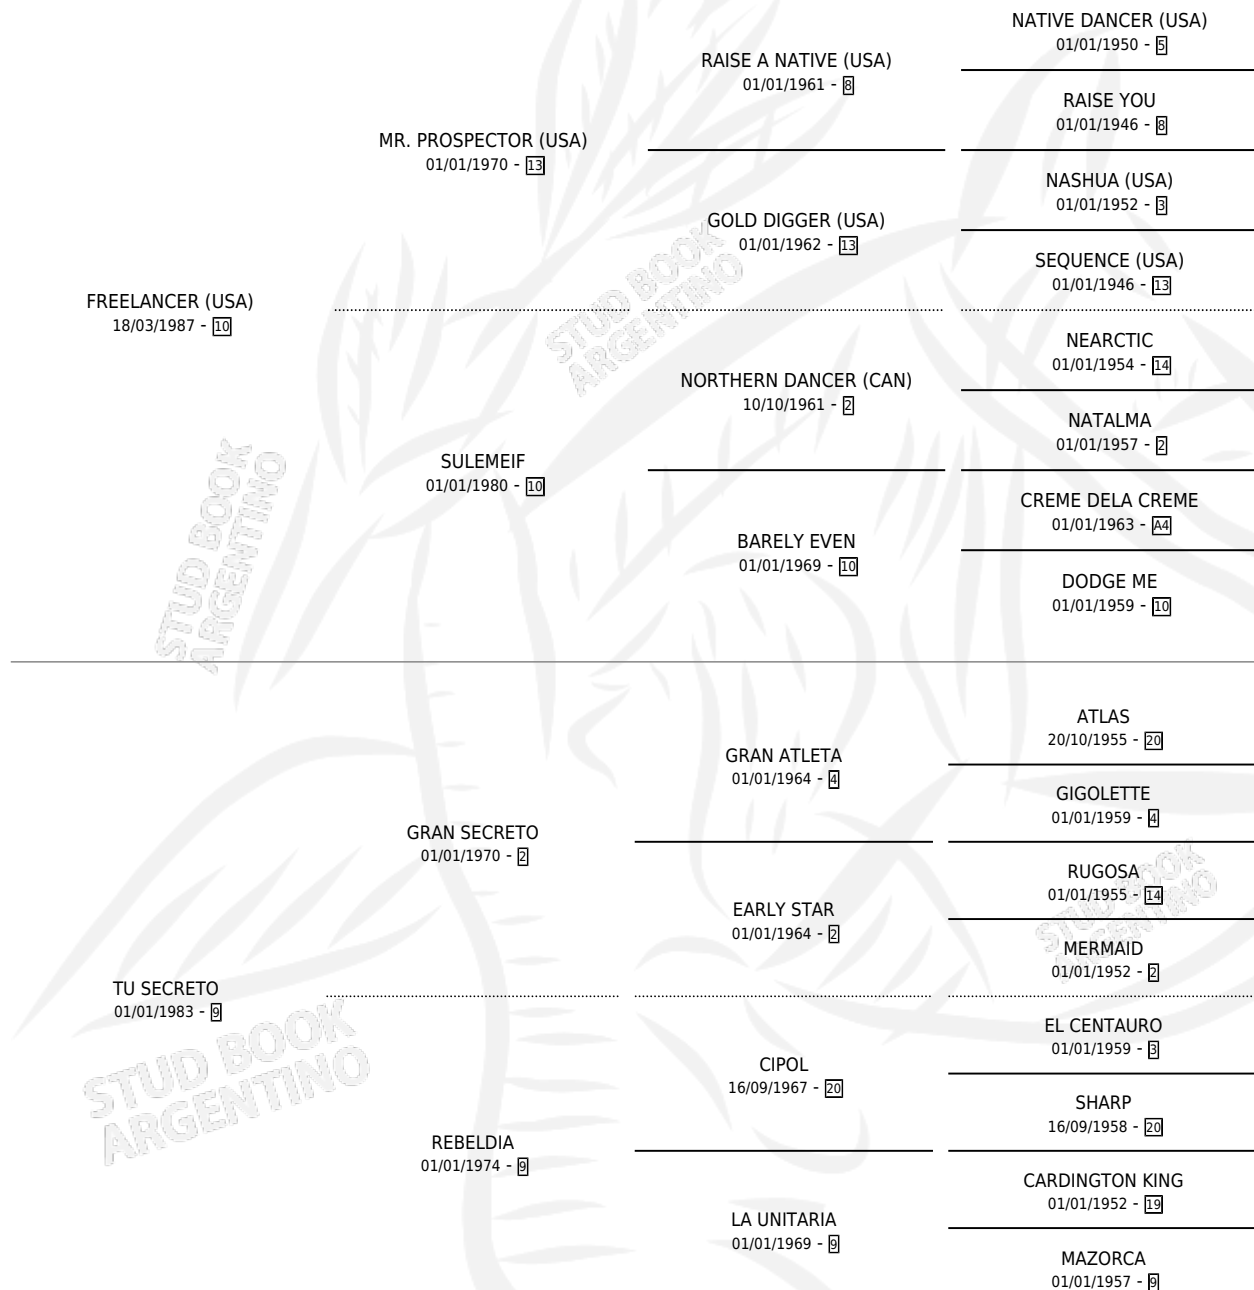 NATIVE DANCER (USA)
01/01/1950 - 5
RAISE A NATIVE (USA)
01/01/1961 - 8
RAISE YOU
01/01/1946 - 8
MR. PROSPECTOR (USA)
01/01/1970 - 13
NASHUA (USA)
01/01/1952 - 3
GOLD DIGGER (USA)
01/01/1962 - 13
SEQUENCE (USA)
01/01/1946 - 13
STUD BOOK
ARGENTINO
FREELANCER (USA)
18/03/1987 - 10
NEARCTIC
01/01/1954 - 14
NORTHERN DANCER (CAN)
10/10/1961 - 2
NATALMA
01/01/1957 - 2
SULEMEIF
01/01/1980 - 10
CREME DELA CREME
01/01/1963 - A4
BARELY EVEN
01/01/1969 - 10
DODGE ME
01/01/1959 - 10
STUD BOOK
ARGENTINO
ATLAS
20/10/1955 - 20
GRAN ATLETA
01/01/1964 - 4
GIGOLETTE
01/01/1959 - 4
GRAN SECRETO
01/01/1970 - 2
RUGOSA
01/01/1955 - 14
EARLY STAR
01/01/1964 - 2
MERMAID
01/01/1952 - 2
STUD BOOK
ARGENTINO
TU SECRETO
01/01/1983 - 9
EL CENTAURO
01/01/1959 - 3
CIPOL
16/09/1967 - 20
SHARP
16/09/1958 - 20
STUD BOOK
ARGENTINO
REBELDIA
01/01/1974 - 9
CARDINGTON KING
01/01/1952 - 19
LA UNITARIA
01/01/1969 - 9
MAZORCA
01/01/1957 - 9